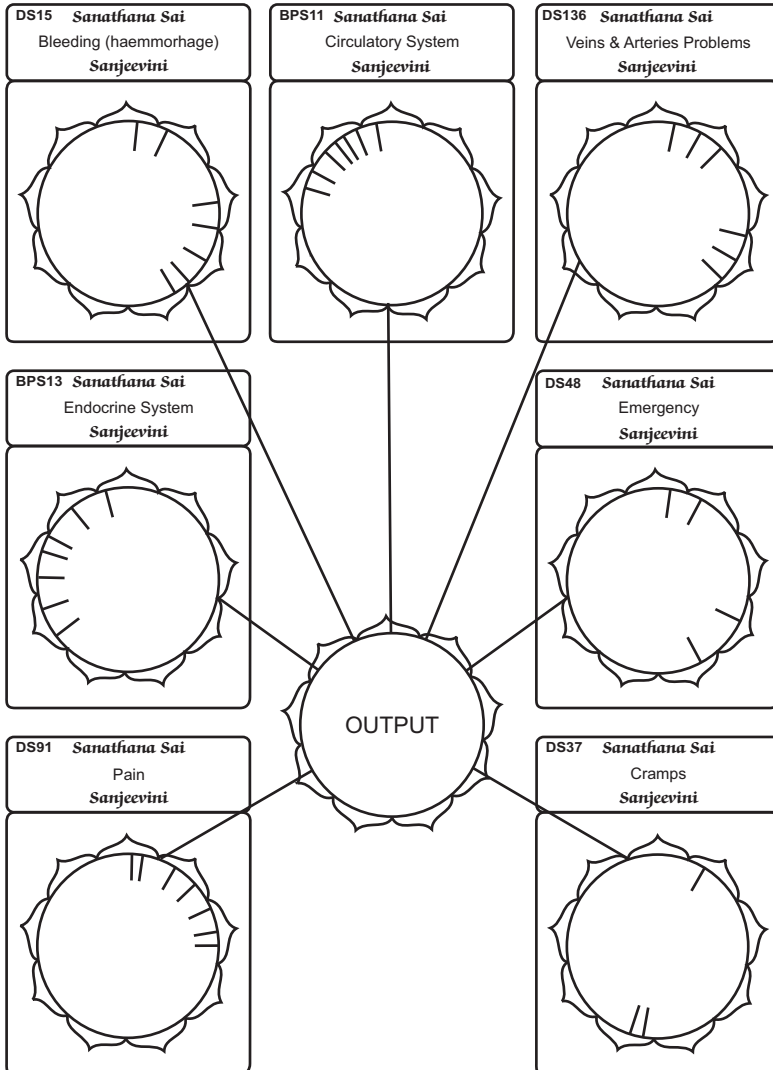 DS15 Sanathana Sai
Bleeding (haemmorhage)
Sanjeevini
BPS11 Sanathana Sai
Circulatory System
Sanjeevini
DS136 Sanathana Sai
Veins & Arteries Problems
Sanjeevini
BPS13 Sanathana Sai
Endocrine System
Sanjeevini
DS48 Sanathana Sai
Emergency
Sanjeevini
OUTPUT
DS91 Sanathana Sai
Pain
Sanjeevini
DS37 Sanathana Sai
Cramps
Sanjeevini